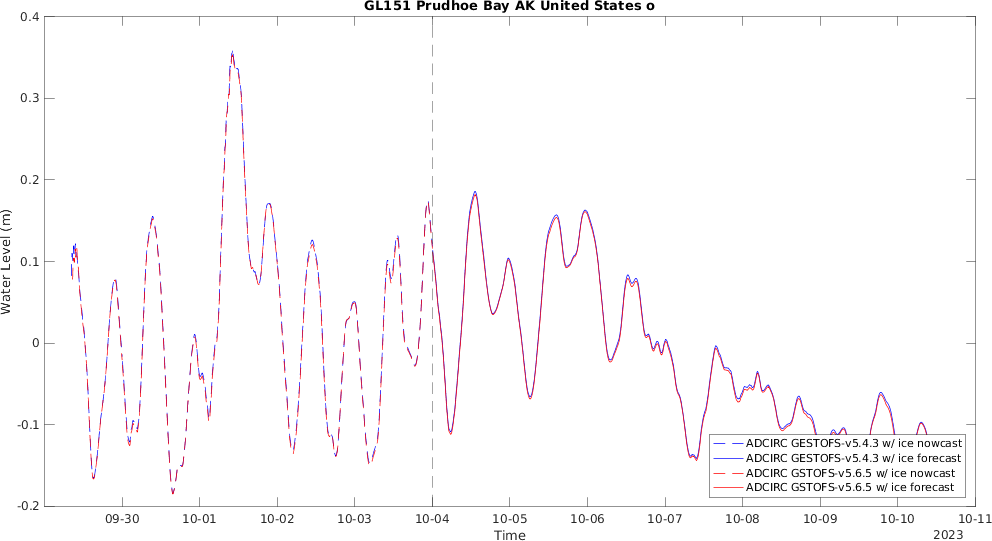 GL151 Prudhoe Bay AK United States o
0.4
0.3
0.2
0.1
0
-0.1
-0.2
Water Level (m)
09-30 10-01 10-02 10-03 10-04 10-05 10-06 10-07 10-08 10-09 10-10 10-11
Time
2023
ADCIRC GESTOFS-v5.4.3 w/ ice nowcast
ADCIRC GESTOFS-v5.4.3 w/ ice forecast
ADCIRC GSTOFS-v5.6.5 w/ ice nowcast
ADCIRC GSTOFS-v5.6.5 w/ ice forecast